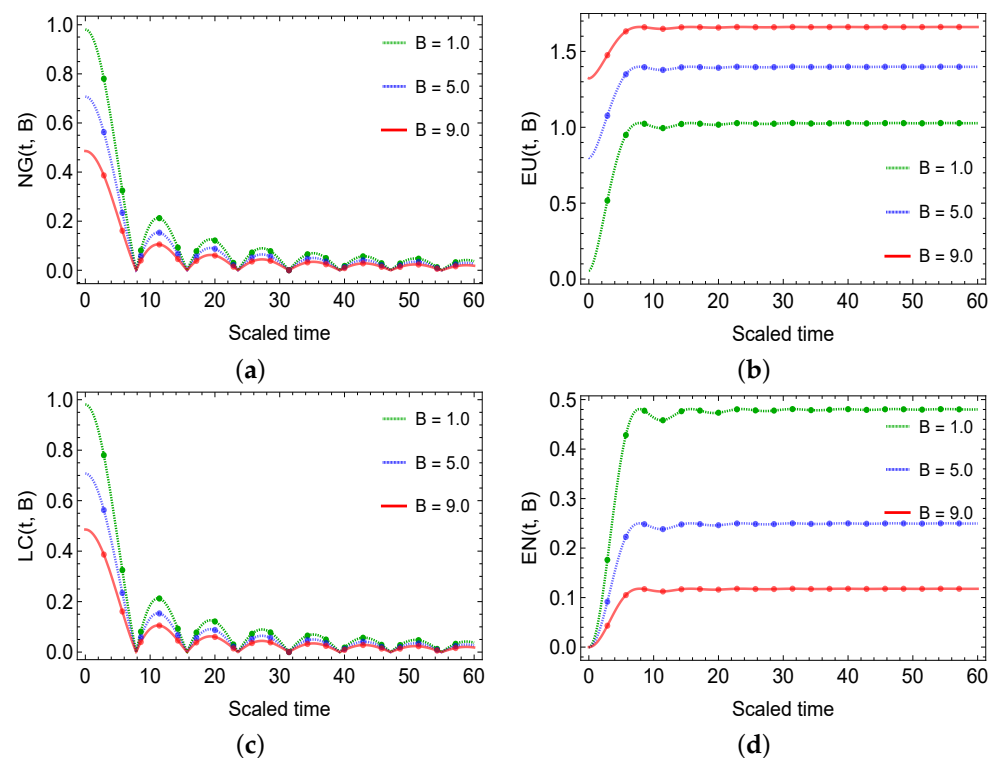 NG(t, B)
1.0
0.8
0.6
0.4
0.2
0.0
B = 1.0
B = 5.0
B = 9.0
0 10 20 30 40 50 60
Scaled time
(a)
EU(t, B)
1.5
1.0
0.5
0.0
B = 1.0
B = 5.0
B = 9.0
0 10 20 30 40 50 60
Scaled time
(b)
LC(t, B)
1.0
0.8
0.6
0.4
0.2
0.0
B = 1.0
B = 5.0
B = 9.0
0 10 20 30 40 50 60
Scaled time
(c)
EN(t, B)
0.5
0.4
0.3
0.2
0.1
0.0
B = 1.0
B = 5.0
B = 9.0
0 10 20 30 40 50 60
Scaled time
(d)